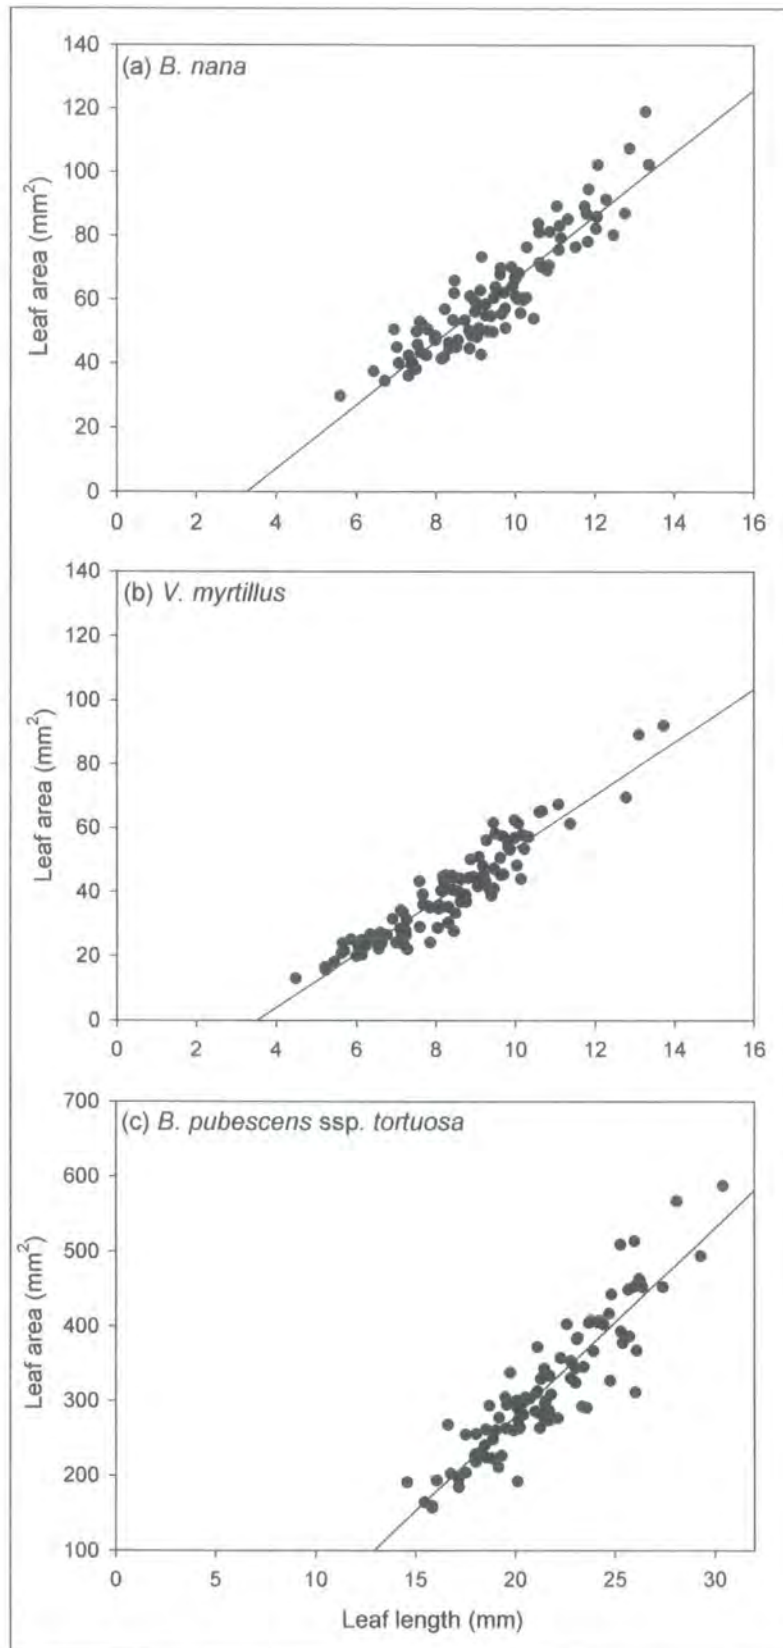 (a) B. nana
Leaf area (mm²)
140
120
100
80
60
40
20
0
0 2 4 6 8 10 12 14 16
(b) V. myrtillus
Leaf area (mm²)
140
120
100
80
60
40
20
0
0 2 4 6 8 10 12 14 16
(c) B. pubescens ssp. tortuosa
Leaf area (mm²)
700
600
500
400
300
200
100
0 5 10 15 20 25 30
Leaf length (mm)